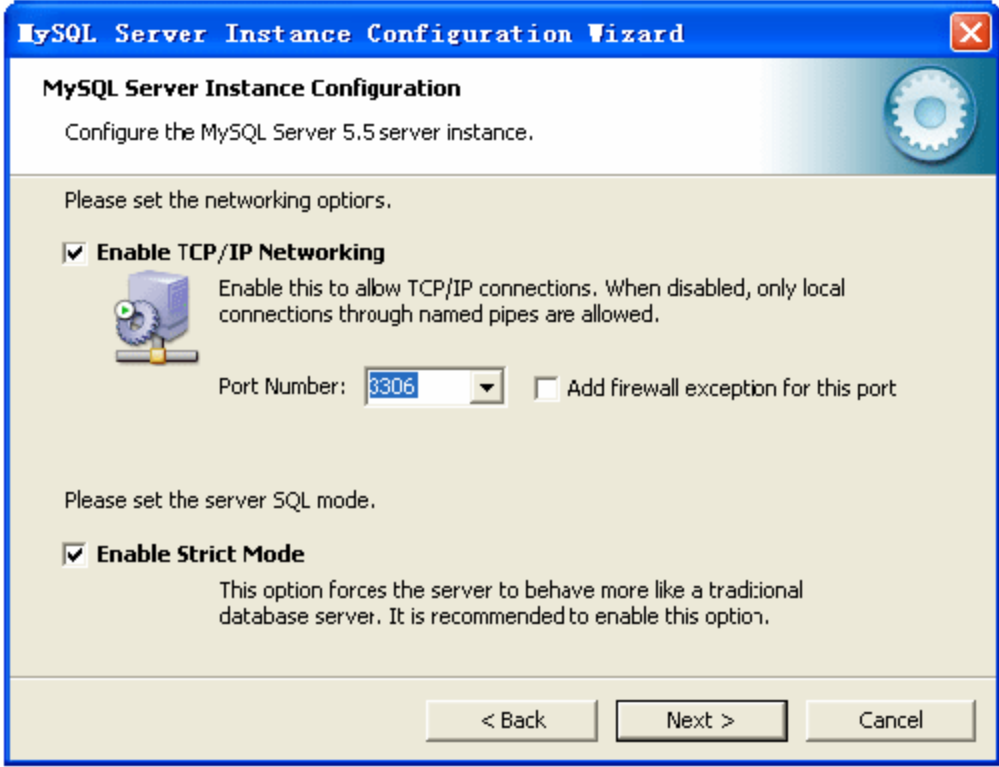 MySQL Server Instance Configuration Wizard
MySQL Server Instance Configuration
Configure the MySQL Server 5.5 server instance.
Please set the networking options.
Enable TCP/IP Networking
Enable this to allow TCP/IP connections. When disabled, only local
connections through named pipes are allowed.
Port Number: 3306 Add firewall exception for this port
Please set the server SQL mode.
Enable Strict Mode
This option forces the server to behave more like a traditional
database server. It is recommended to enable this option.
< Back Next > Cancel